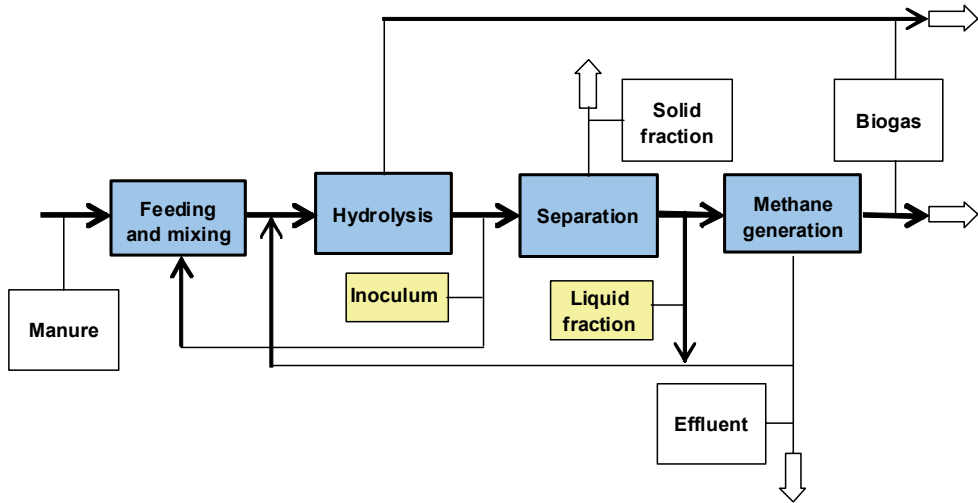 Solid
fraction
Biogas
Feeding
and mixing
Hydrolysis
Separation
Methane
generation
Inoculum
Liquid
fraction
Manure
Effluent